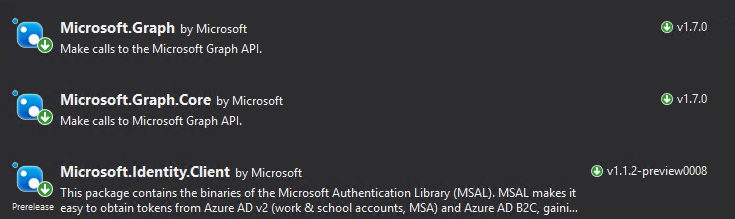 Microsoft.Graph by Microsoft v1.7.0
Make calls to the Microsoft Graph API.
Microsoft.Graph.Core by Microsoft v1.7.0
Make calls to Microsoft Graph API.
Microsoft.Identity.Client by Microsoft v1.1.2-preview0008
This package contains the binaries of the Microsoft Authentication Library (MSAL). MSAL makes it
Prerelease easy to obtain tokens from Azure AD v2 (work & school accounts, MSA) and Azure AD B2C, gaini...